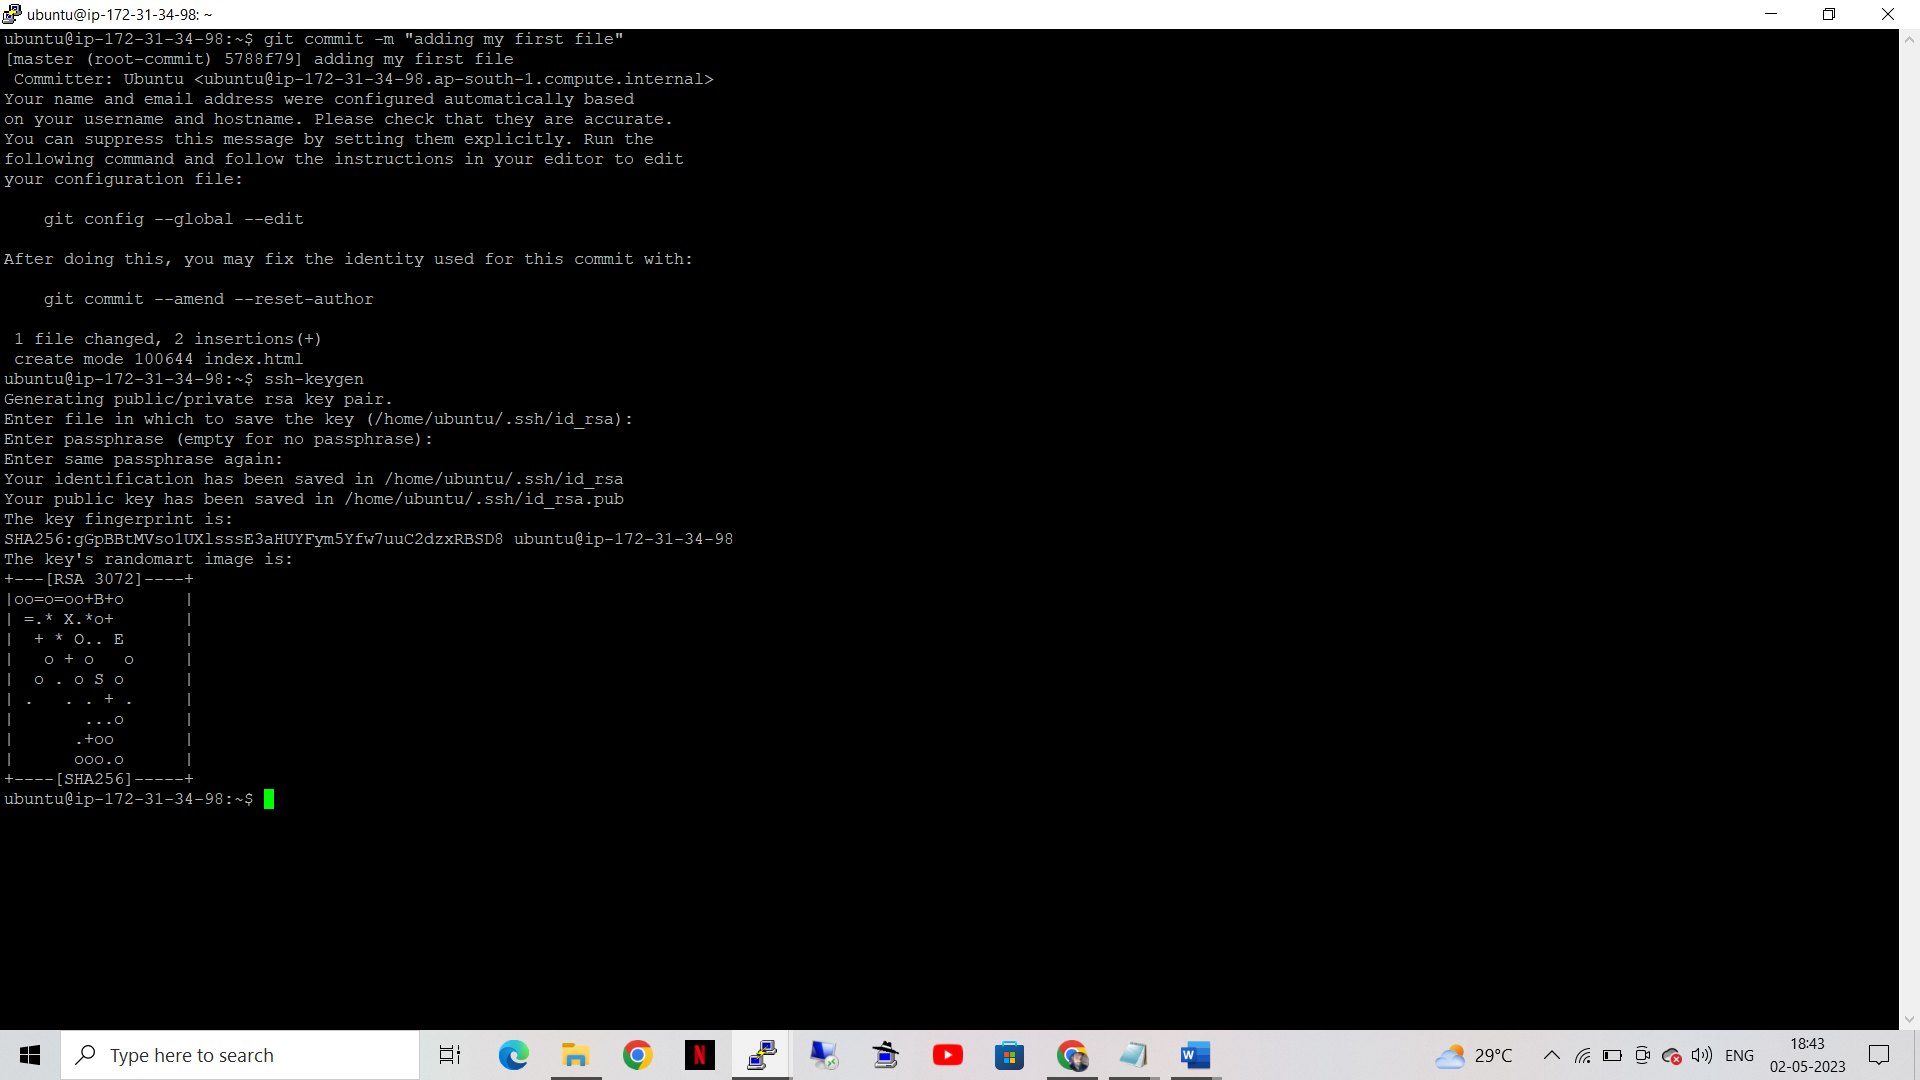 ubuntu@ip-172-31-34-98: ~
ubuntu@ip-172-31-34-98:~$ git commit -m "adding my first file"
[master (root-commit) 5788f79] adding my first file
 Committer: Ubuntu <ubuntu@ip-172-31-34-98.ap-south-1.compute.internal>
Your name and email address were configured automatically based
on your username and hostname. Please check that they are accurate.
You can suppress this message by setting them explicitly. Run the
following command and follow the instructions in your editor to edit
your configuration file:

    git config --global --edit

After doing this, you may fix the identity used for this commit with:

    git commit --amend --reset-author

 1 file changed, 2 insertions(+)
 create mode 100644 index.html
ubuntu@ip-172-31-34-98:~$ ssh-keygen
Generating public/private rsa key pair.
Enter file in which to save the key (/home/ubuntu/.ssh/id_rsa):
Enter passphrase (empty for no passphrase):
Enter same passphrase again:
Your identification has been saved in /home/ubuntu/.ssh/id_rsa
Your public key has been saved in /home/ubuntu/.ssh/id_rsa.pub
The key fingerprint is:
SHA256:gGpBBtMVso1UXlsssE3aHUYFym5Yfw7uuC2dzxRBSD8 ubuntu@ip-172-31-34-98
The key's randomart image is:
+---[RSA 3072]----+
|oo=o=oo+B+o      |
| =.* X.*o+       |
|  + * O.. E      |
|   o + o   o     |
|  o . o S o      |
| .   . . + .     |
|       ...o      |
|      .+oo       |
|      ooo.o      |
+----[SHA256]-----+
ubuntu@ip-172-31-34-98:~$
Type here to search
29°C
ENG
18:43
02-05-2023